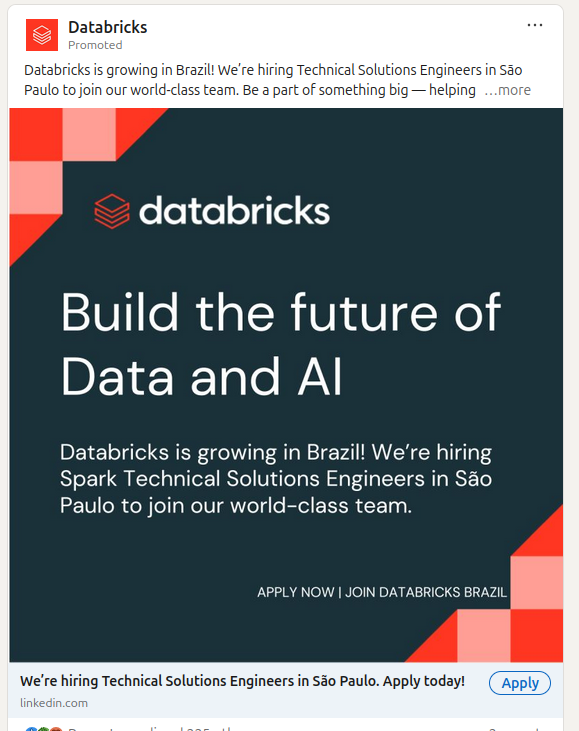 Databricks
Promoted
Databricks is growing in Brazil! We’re hiring Technical Solutions Engineers in São
Paulo to join our world-class team. Be a part of something big — helping …more
databricks
Build the future of
Data and AI
Databricks is growing in Brazil! We’re hiring
Spark Technical Solutions Engineers in São
Paulo to join our world-class team.
APPLY NOW | JOIN DATABRICKS BRAZIL
We’re hiring Technical Solutions Engineers in São Paulo. Apply today!
Apply
linkedin.com